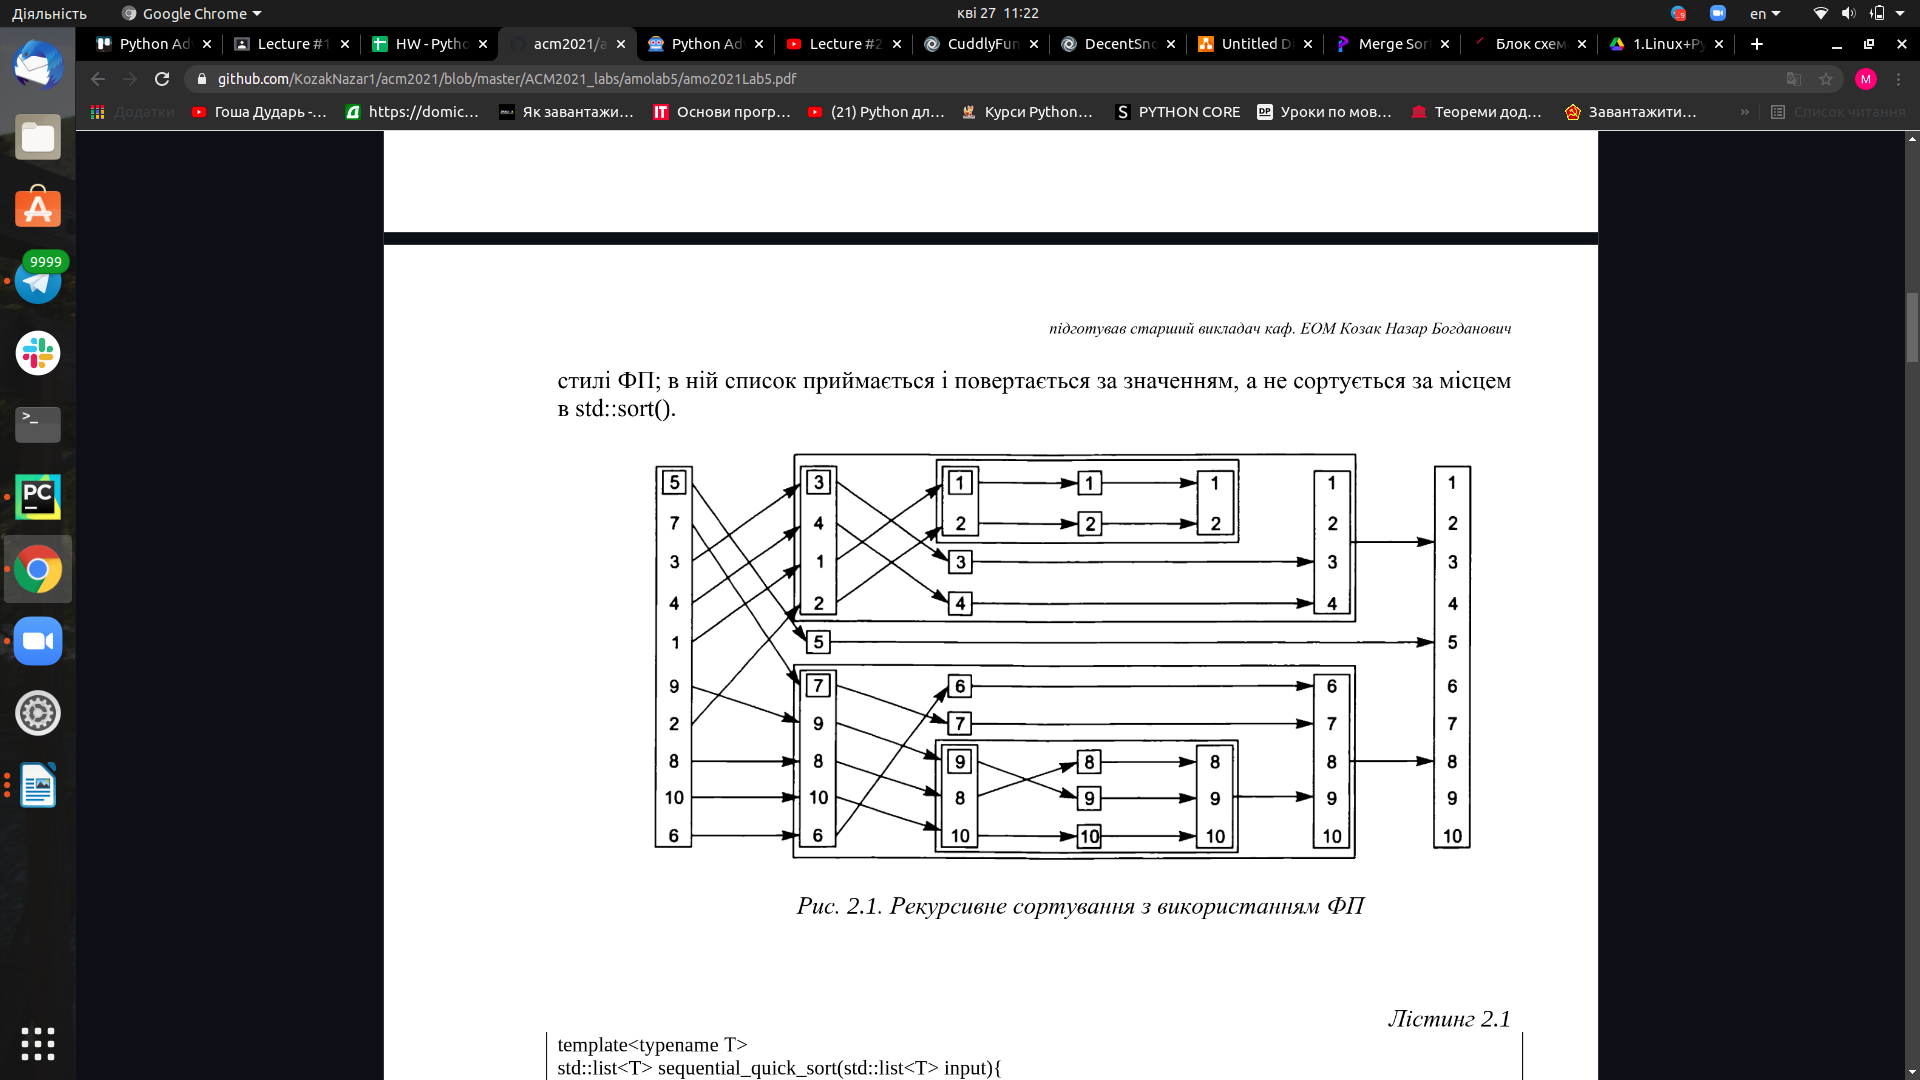 Діяльність
Google Chrome
кві 27 11:22
en
Python Adv
Lecture #1
HW - Pytho
acm2021/a
Python Adv
Lecture #2
CuddlyFun
DecentSno
Untitled Di
Merge Sor
Блок схем
1.Linux+Py
github.com/KozakNazar1/acm2021/blob/master/ACM2021_labs/amolab5/amo2021Lab5.pdf
M
Додатки
Гоша Дударь -...
https://domic...
Як завантажи...
Основи прогр...
(21) Python дл...
Курси Python...
PYTHON CORE
Уроки по мов...
Теореми дод...
Завантажити...
»
Список читання
9999
підготував старший викладач каф. ЕОМ Козак Назар Богданович
стилі ФП; в ній список приймається і повертається за значенням, а не сортується за місцем
в std::sort().
5 3 1 1 1 1 1
7 4 2 2 2 2 2
3 1 3 3 3
4 2 4 4 4
1 5 5
9 7 6 6 6
2 9 7 7 7
8 8 9 8 8 8 8
10 10 8 9 9 9 9
6 6 10 10 10 10 10
Рис. 2.1. Рекурсивне сортування з використанням ФП
Лістинг 2.1
template<typename T>
std::list<T> sequential_quick_sort(std::list<T> input){